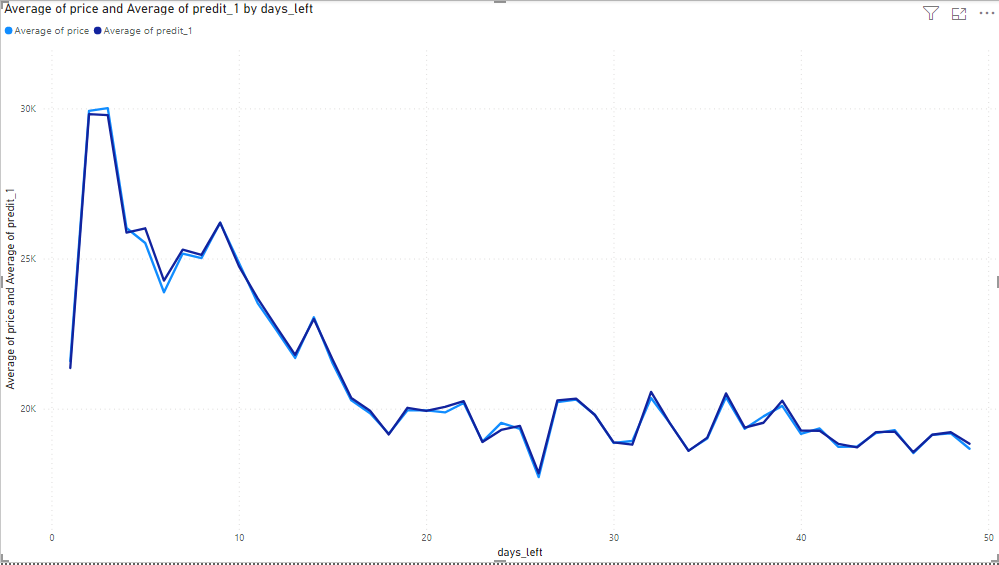 Average of price and Average of predit_1 by days_left
Average of price Average of predit_1
Average of price and Average of predit_1
30K
25K
20K
0 10 20 30 40 50
days_left